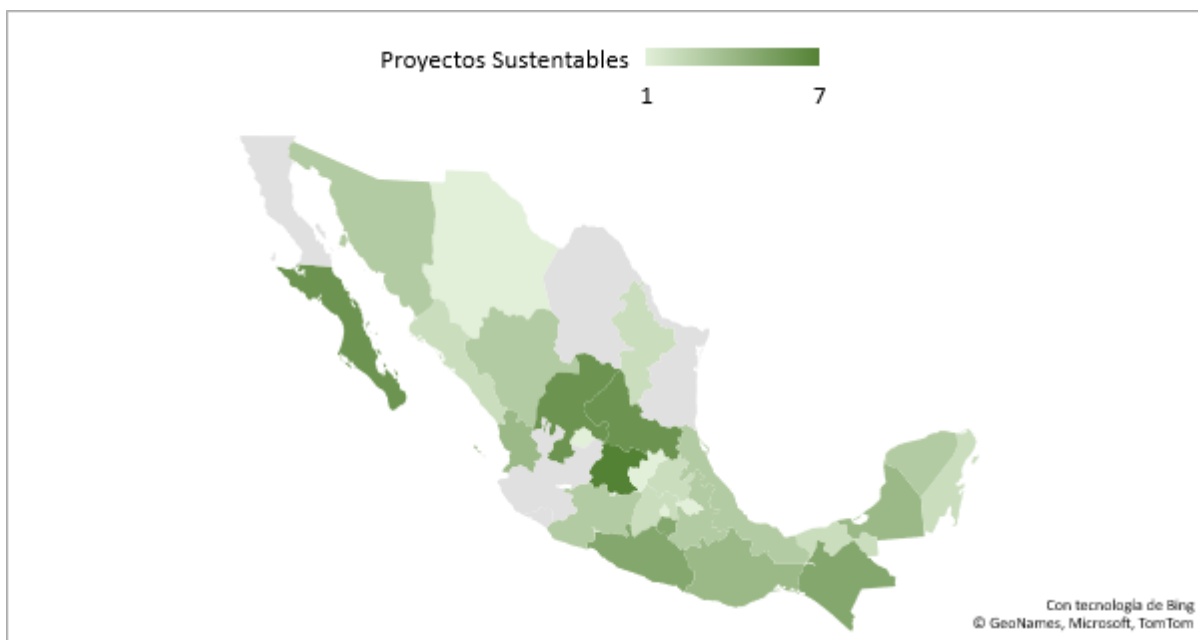 Proyectos Sustentables
1 7
Con tecnología de Bing
© GeoNames, Microsoft, TomTom